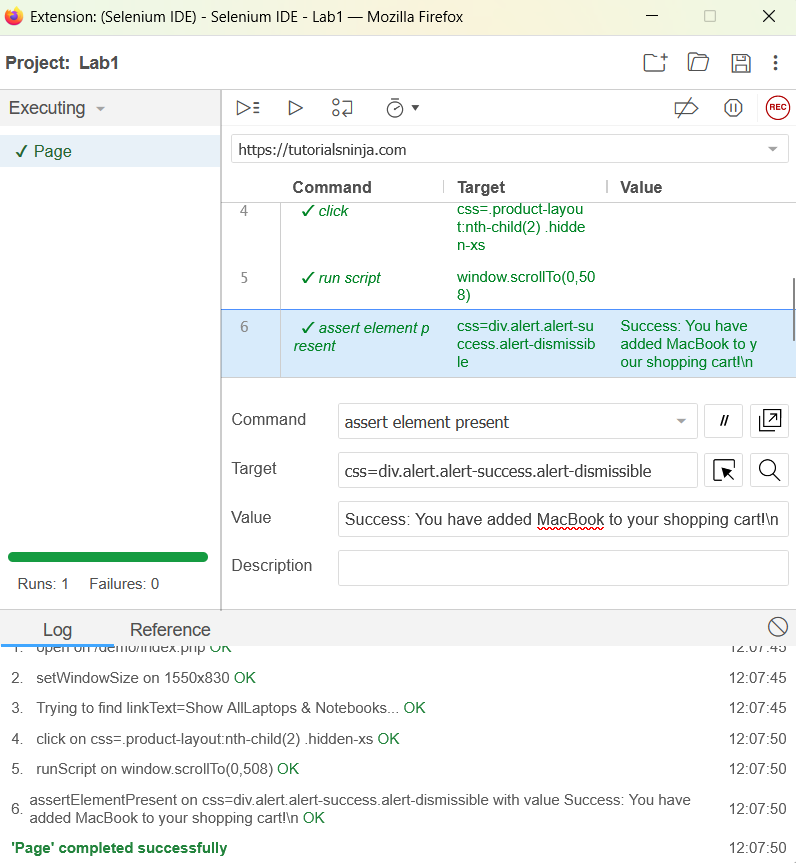 Extension: (Selenium IDE) - Selenium IDE - Lab1 — Mozilla Firefox
Project: Lab1
Executing
REC
✓ Page
https://tutorialsninja.com
Command Target Value
4 ✓ click css=.product-layou
t:nth-child(2) .hidde
n-xs
5 ✓ run script window.scrollTo(0,50
8)
6 ✓ assert element p css=div.alert.alert-su Success: You have
resent ccess.alert-dismissib added MacBook to y
le our shopping cart!\n
Command assert element present //
Target css=div.alert.alert-success.alert-dismissible
Value Success: You have added MacBook to your shopping cart!\n
Description
Runs: 1 Failures: 0
Log Reference
1. open on /demo/index.php OK 12:07:45
2. setWindowSize on 1550x830 OK 12:07:45
3. Trying to find linkText=Show AllLaptops & Notebooks... OK 12:07:45
4. click on css=.product-layout:nth-child(2) .hidden-xs OK 12:07:50
5. runScript on window.scrollTo(0,508) OK 12:07:50
6. assertElementPresent on css=div.alert.alert-success.alert-dismissible with value Success: You have 12:07:50
added MacBook to your shopping cart!\n OK
'Page' completed successfully 12:07:50